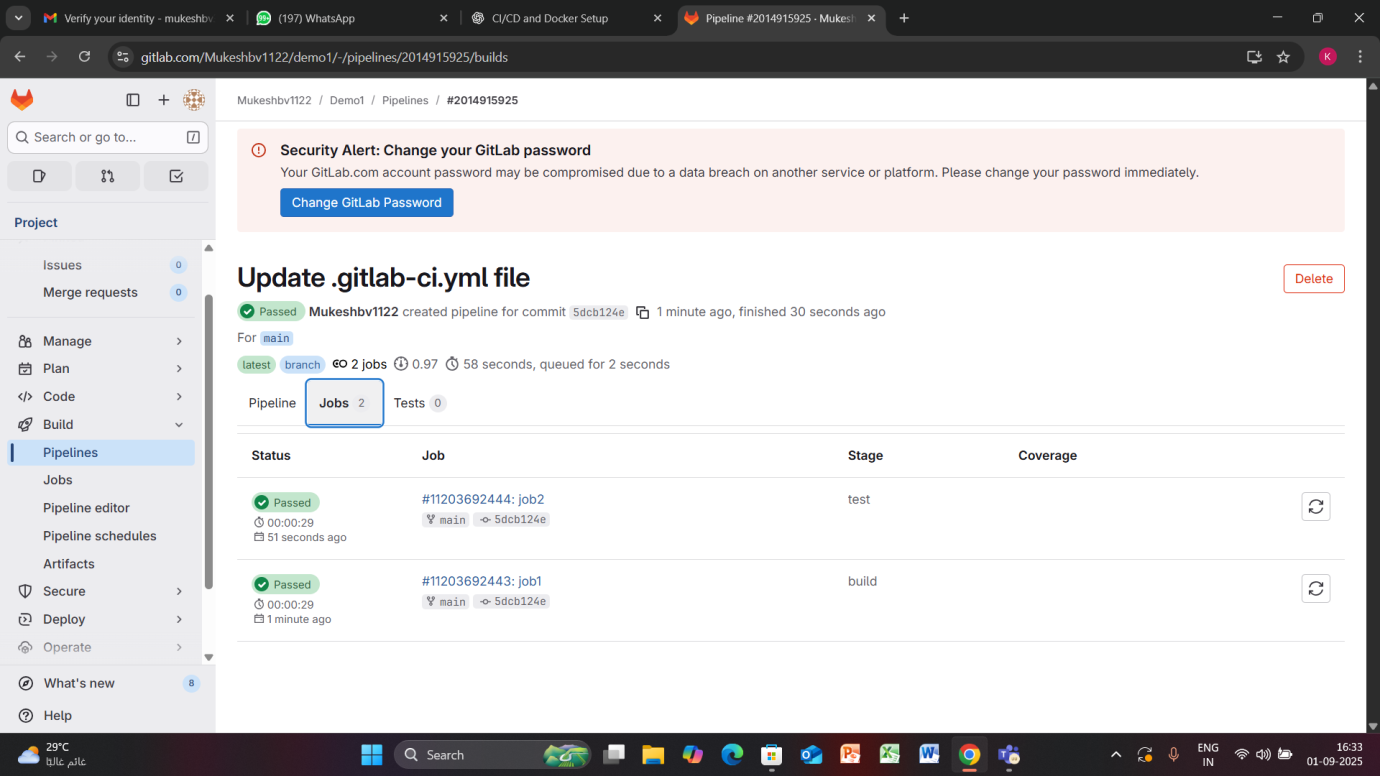 Verify your identity - mukeshbv
(197) WhatsApp
CI/CD and Docker Setup
Pipeline #2014915925 · Mukesh
gitlab.com/Mukeshbv1122/demo1/-/pipelines/2014915925/builds
K
Search or go to...
/
Project
Issues 0
Merge requests 0
Manage
Plan
Code
Build
Pipelines
Jobs
Pipeline editor
Pipeline schedules
Artifacts
Secure
Deploy
Operate
What's new 8
Help
Mukeshbv1122 / Demo1 / Pipelines / #2014915925
Security Alert: Change your GitLab password
Your GitLab.com account password may be compromised due to a data breach on another service or platform. Please change your password immediately.
Change GitLab Password
Update .gitlab-ci.yml file
Delete
Passed Mukeshbv1122 created pipeline for commit 5dcb124e 1 minute ago, finished 30 seconds ago
For main
latest branch 2 jobs 0.97 58 seconds, queued for 2 seconds
Pipeline Jobs 2 Tests 0
Status Job Stage Coverage
Passed #11203692444: job2 test
00:00:29 main 5dcb124e
51 seconds ago
Passed #11203692443: job1 build
00:00:29 main 5dcb124e
1 minute ago
29°C
غائم غالبًا
Search
ENG
IN
16:33
01-09-2025